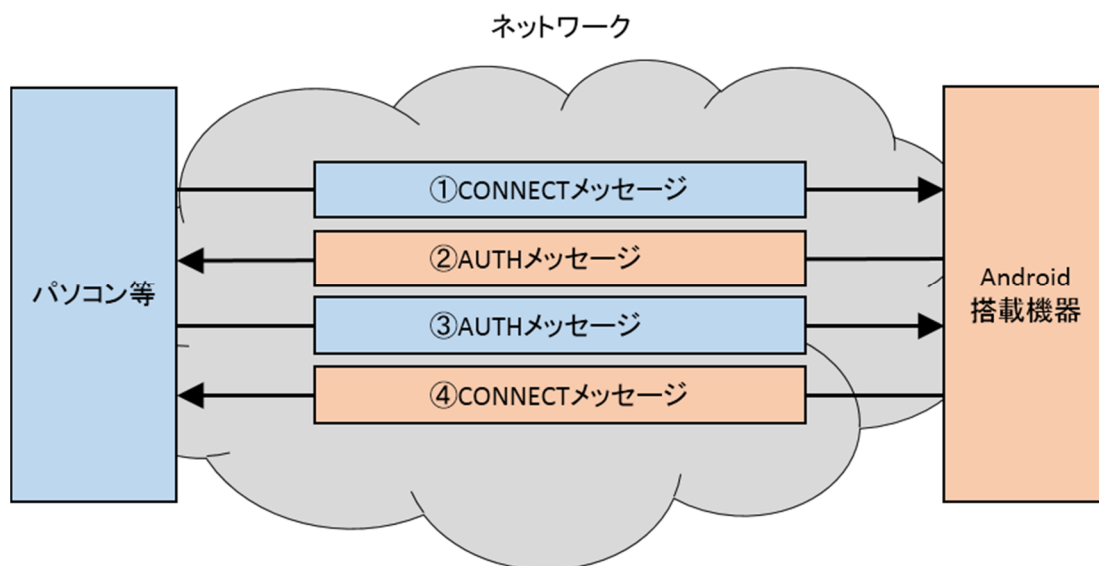 ネットワーク
①CONNECTメッセージ
②AUTHメッセージ
パソコン等
③AUTHメッセージ
④CONNECTメッセージ
Android
搭載機器